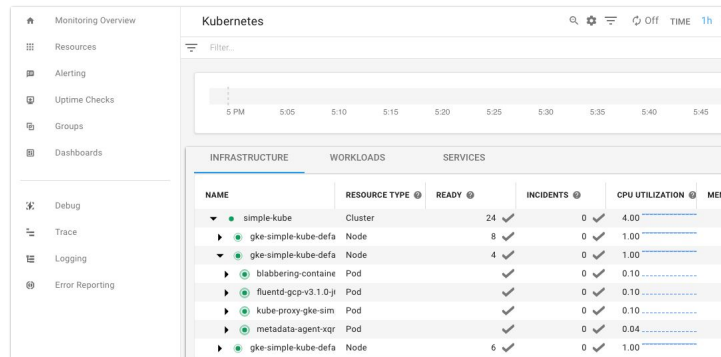 Monitoring Overview
Resources
Alerting
Uptime Checks
Groups
Dashboards
Debug
Trace
Logging
Error Reporting
Kubernetes
Off TIME 1h
Filter...
5 PM 5:05 5:10 5:15 5:20 5:25 5:30 5:35 5:40 5:45
INFRASTRUCTURE WORKLOADS SERVICES
NAME RESOURCE TYPE READY INCIDENTS CPU UTILIZATION ME
simple-kube Cluster 24 0 4.00
gke-simple-kube-defa Node 8 0 1.00
gke-simple-kube-defa Node 4 0 1.00
blabbering-containe Pod 0 0.10
fluentd-gcp-v3.1.0-j Pod 0 0.10
kube-proxy-gke-sim Pod 0 0.10
metadata-agent-xqr Pod 0 0.04
gke-simple-kube-defa Node 6 0 1.00